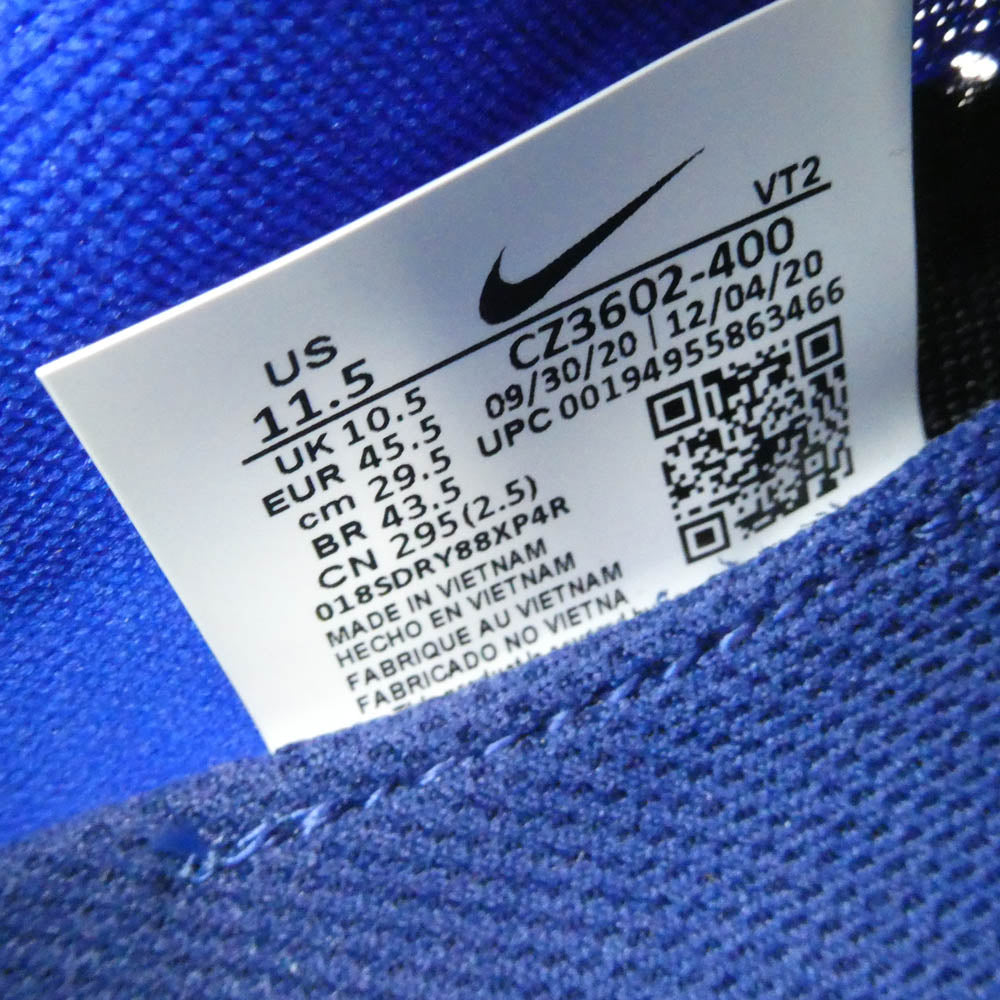 US
11.5
UK 10.5
EUR 45.5
cm 29.5
BR 43.5
CN 295(2.5)
018SDRY88XP4R
MADE IN VIETNAM
HECHO EN VIETNAM
FABRIQUE AU VIETNAM
FABRICADO NO VIETNA
VT2
CZ3602-400
09/30/20 | 12/04/20
UPC 00194955863466